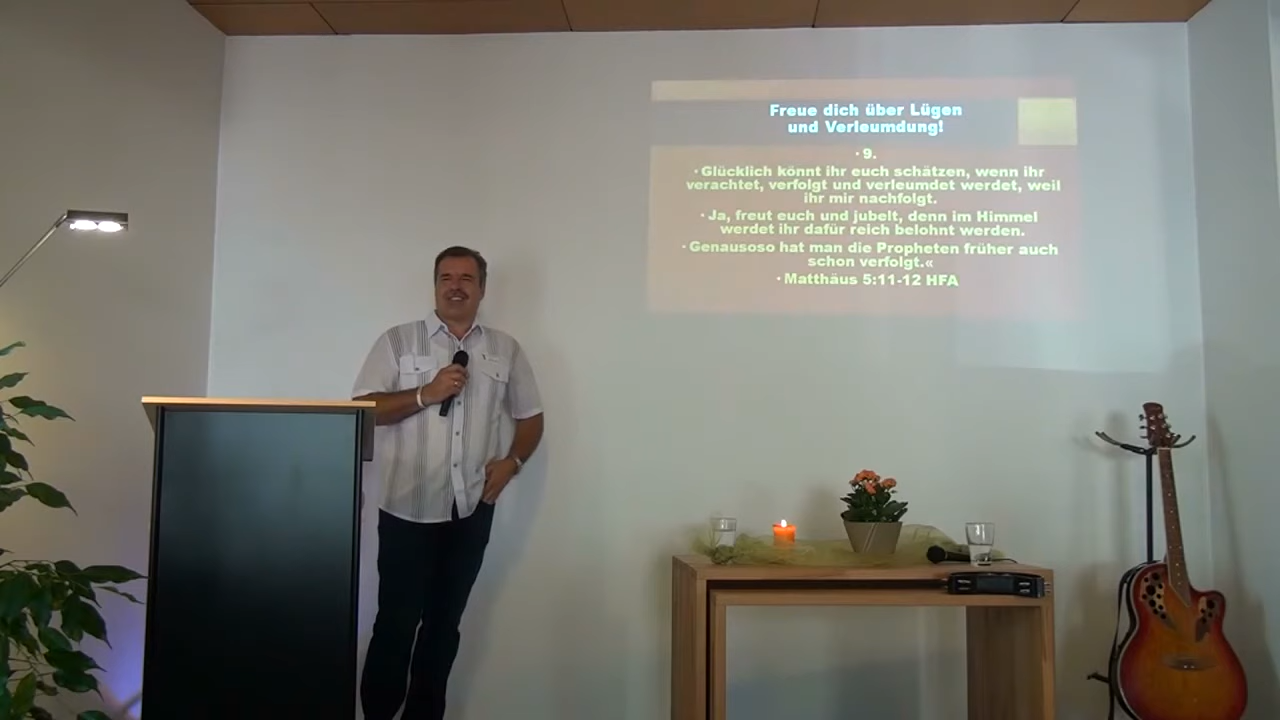 Freue dich über Lügen
und Verleumdung!
• 9.
• Glücklich könnt ihr euch schätzen, wenn ihr
verachtet, verfolgt und verleumdet werdet, weil
ihr mir nachfolgt.
• Ja, freut euch und jubelt, denn im Himmel
werdet ihr dafür reich belohnt werden.
• Genausoso hat man die Propheten früher auch
schon verfolgt.«
• Matthäus 5:11-12 HFA